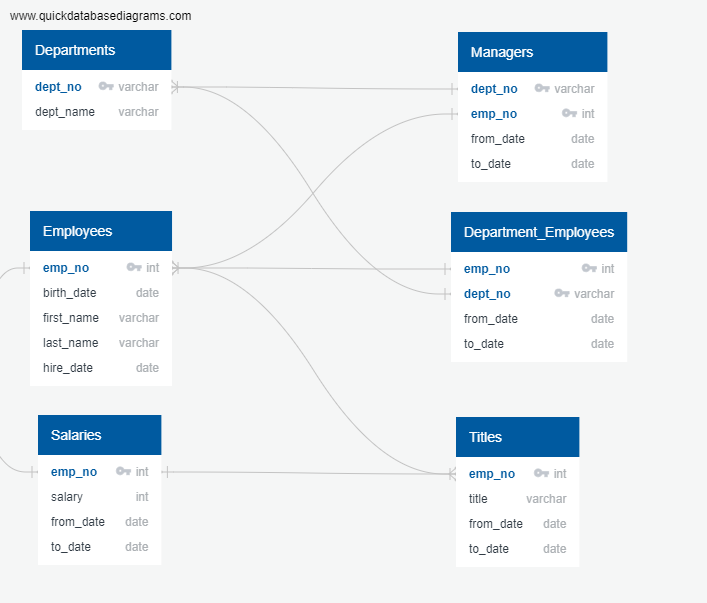 www.quickdatabasediagrams.com
Departments
dept_no varchar
dept_name varchar
Managers
dept_no varchar
emp_no int
from_date date
to_date date
Employees
emp_no int
birth_date date
first_name varchar
last_name varchar
hire_date date
Department_Employees
emp_no int
dept_no varchar
from_date date
to_date date
Salaries
emp_no int
salary int
from_date date
to_date date
Titles
emp_no int
title varchar
from_date date
to_date date